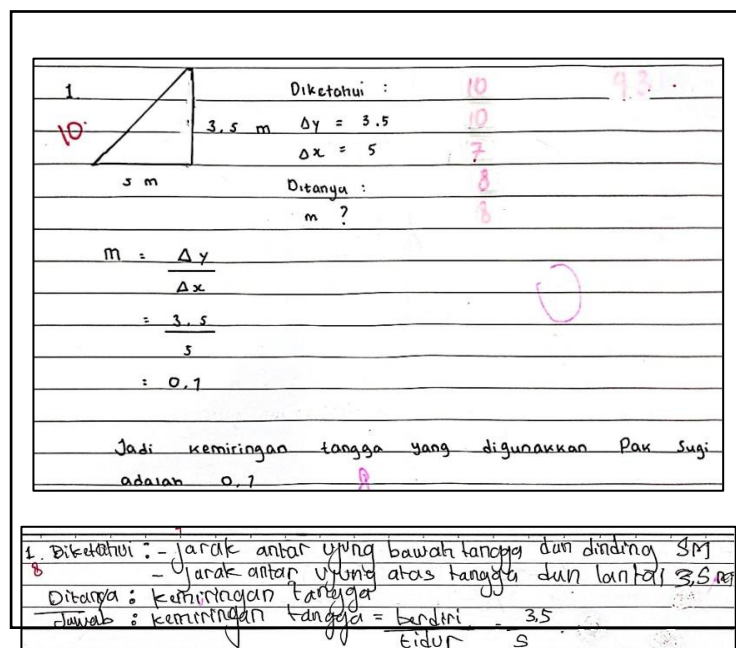 1.
10
3.5 m
5 m
Diketahui :
Δy = 3.5
Δx = 5
Ditanya :
m ?
10
10
7
8
8
9.3
m = Δy
Δx
= 3.5
5
= 0,7
Jadi kemiringan tangga yang digunakan Pak Sugi
adalah 0,7
1. Diketahui : - jarak antar ujung bawah tangga dan dinding 5M
8
- jarak antar ujung atas tangga dan lantai 3,5 m
Ditanya : kemiringan tangga
Jawab : kemiringan tangga = berdiri = 3,5
tidur 5